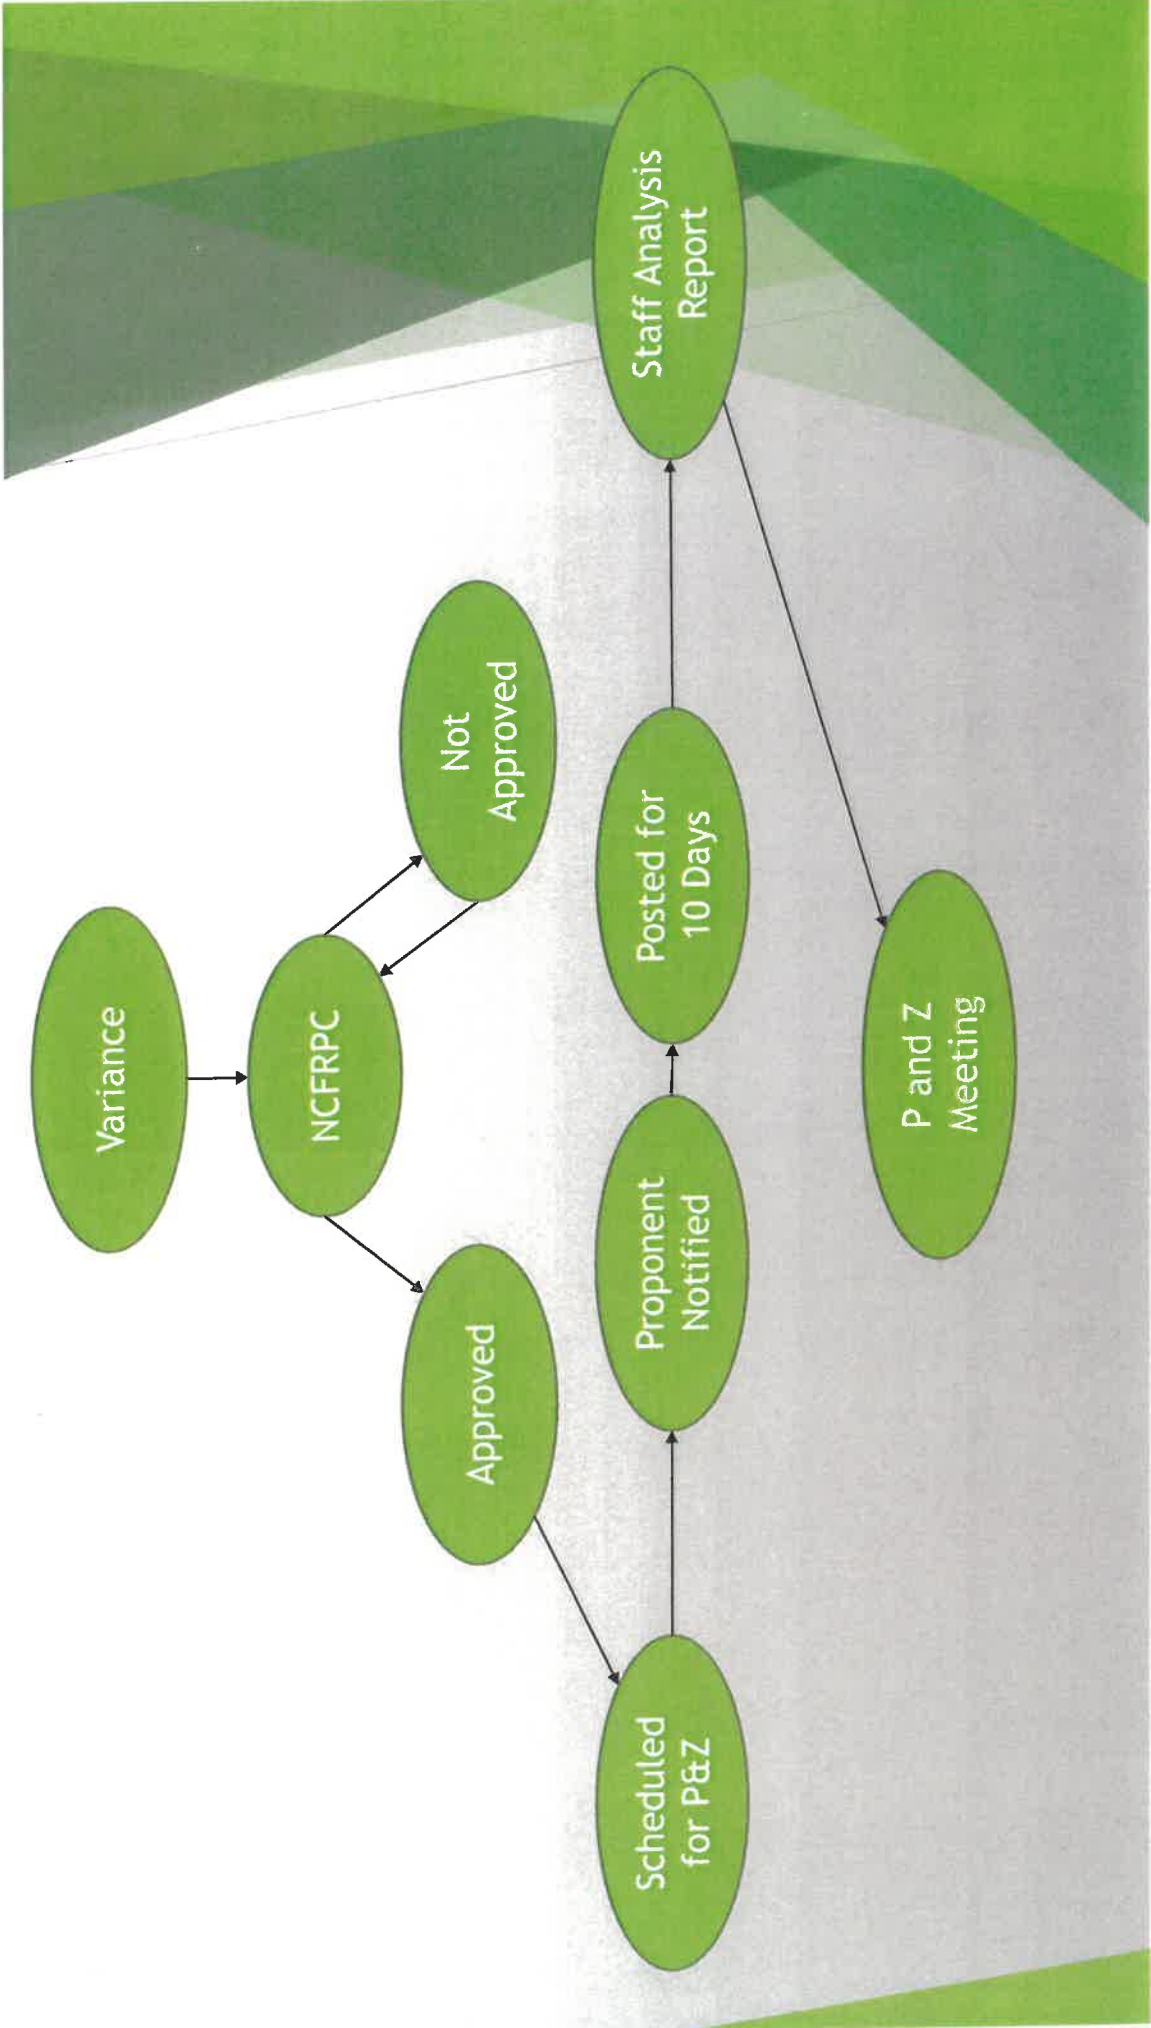 Variance
NCFRPC
Approved
Not
Approved
Scheduled
for P&Z
Proponent
Notified
Posted for
10 Days
Staff Analysis
Report
P and Z
Meeting